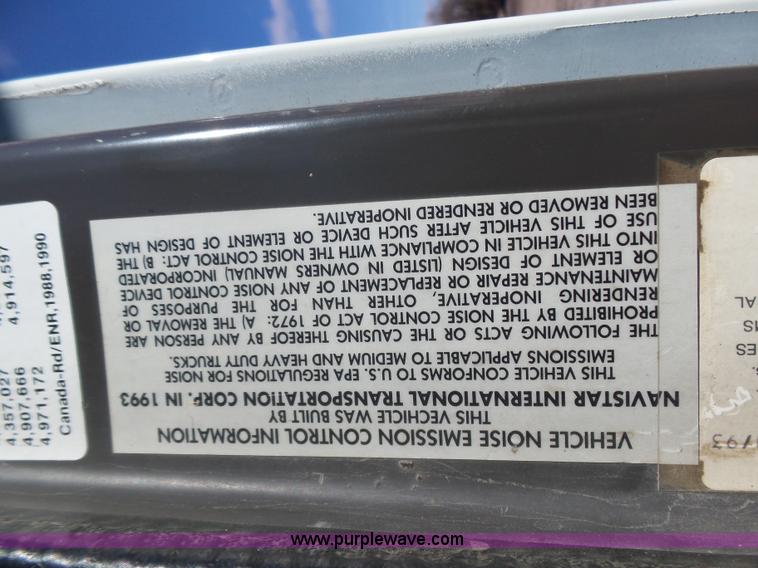 VEHICLE NOISE EMISSION CONTROL INFORMATION
THIS VECHICLE WAS BUILT BY
NAVISTAR INTERNATIONAL TRANSPORTATION CORP. IN 1993
THIS VEHICLE CONFORMS TO U.S. EPA REGULATIONS FOR NOISE
EMISSIONS APPLICABLE TO MEDIUM AND HEAVY DUTY TRUCKS.
THE FOLLOWING ACTS OR THE CAUSING THEREOF BY ANY PERSON ARE
PROHIBITED BY THE NOISE CONTROL ACT OF 1972: A) THE REMOVAL OR
RENDERING INOPERATIVE, OTHER THAN FOR THE PURPOSES OF
MAINTENANCE OR REPAIR OR REPLACEMENT OF ANY NOISE CONTROL DEVICE
OR ELEMENT OF DESIGN (LISTED IN OWNERS MANUAL) INCORPORATED
INTO THIS VEHICLE IN COMPLIANCE WITH THE NOISE CONTROL ACT: B) THE
USE OF THIS VEHICLE AFTER SUCH DEVICE OR ELEMENT OF DESIGN HAS
BEEN REMOVED OR RENDERED INOPERATIVE.
4,914,597
4,357,027
4,907,666
4,971,172
Canada-Rd/ENR,1988,1990
www.purplewave.com